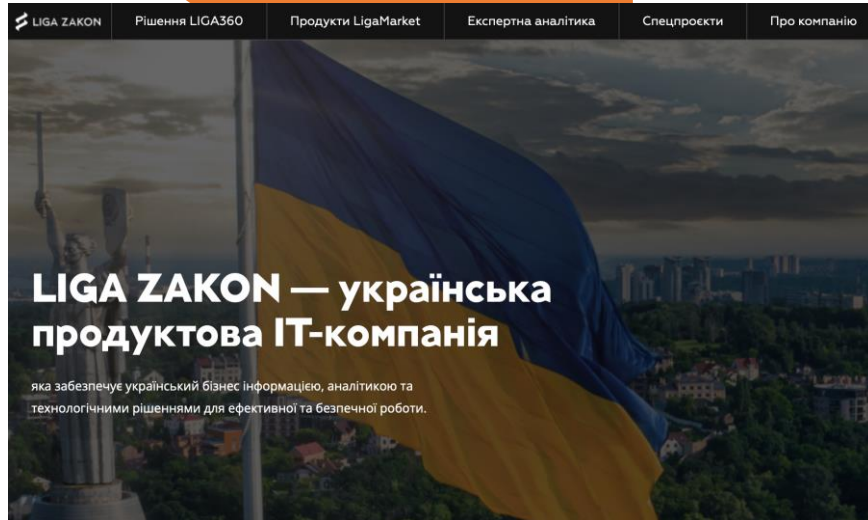 LIGA ZAKON
Рішення LIGA360
Продукти LigaMarket
Експертна аналітика
Спецпроєкти
Про компанію
LIGA ZAKON — українська
продуктова ІТ-компанія
яка забезпечує український бізнес інформацією, аналітикою та
технологічними рішеннями для ефективної та безпечної роботи.